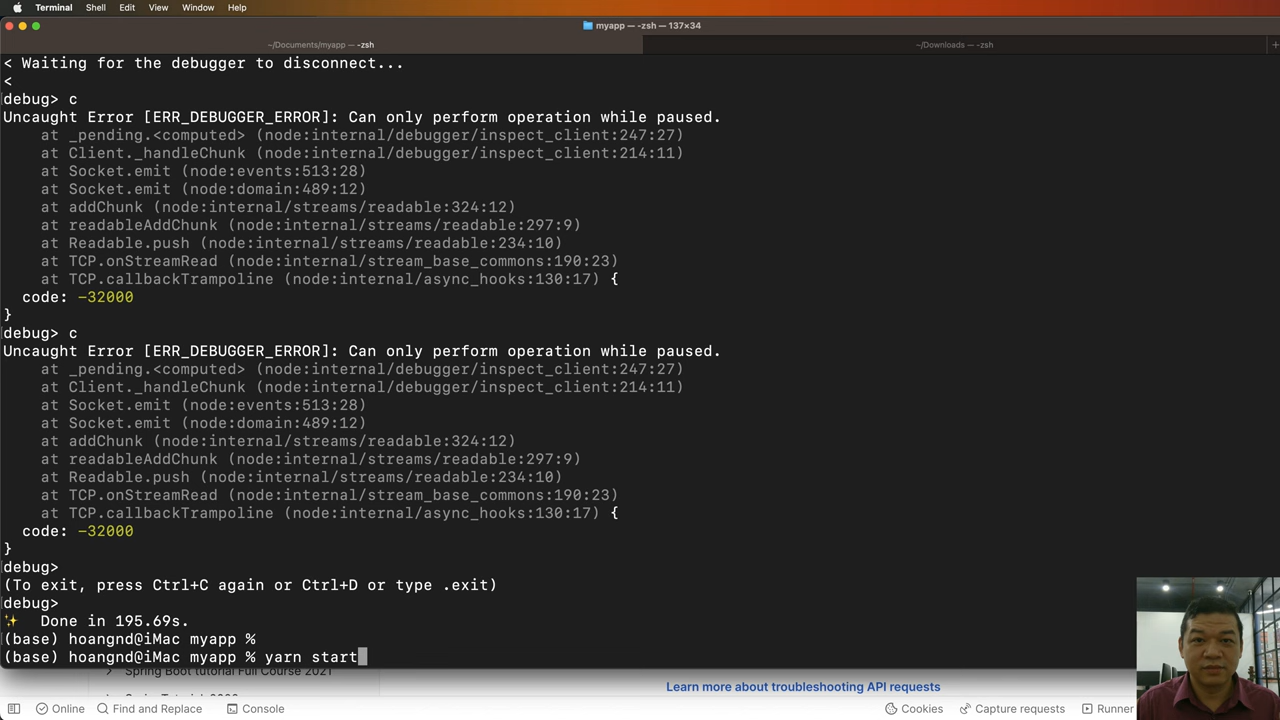 Terminal Shell Edit View Window Help
myapp — -zsh — 137×34
~/Documents/myapp — -zsh
~/Downloads — -zsh
< Waiting for the debugger to disconnect...
<
debug> c
Uncaught Error [ERR_DEBUGGER_ERROR]: Can only perform operation while paused.
    at _pending.<computed> (node:internal/debugger/inspect_client:247:27)
    at Client._handleChunk (node:internal/debugger/inspect_client:214:11)
    at Socket.emit (node:events:513:28)
    at Socket.emit (node:domain:489:12)
    at addChunk (node:internal/streams/readable:324:12)
    at readableAddChunk (node:internal/streams/readable:297:9)
    at Readable.push (node:internal/streams/readable:234:10)
    at TCP.onStreamRead (node:internal/stream_base_commons:190:23)
    at TCP.callbackTrampoline (node:internal/async_hooks:130:17) {
  code: -32000
}
debug> c
Uncaught Error [ERR_DEBUGGER_ERROR]: Can only perform operation while paused.
    at _pending.<computed> (node:internal/debugger/inspect_client:247:27)
    at Client._handleChunk (node:internal/debugger/inspect_client:214:11)
    at Socket.emit (node:events:513:28)
    at Socket.emit (node:domain:489:12)
    at addChunk (node:internal/streams/readable:324:12)
    at readableAddChunk (node:internal/streams/readable:297:9)
    at Readable.push (node:internal/streams/readable:234:10)
    at TCP.onStreamRead (node:internal/stream_base_commons:190:23)
    at TCP.callbackTrampoline (node:internal/async_hooks:130:17) {
  code: -32000
}
debug>
(To exit, press Ctrl+C again or Ctrl+D or type .exit)
debug>
✨  Done in 195.69s.
(base) hoangnd@iMac myapp %
(base) hoangnd@iMac myapp % yarn start
Spring Boot tutorial Full Course 2021
Learn more about troubleshooting API requests
Online Find and Replace Console Cookies Capture requests Runner